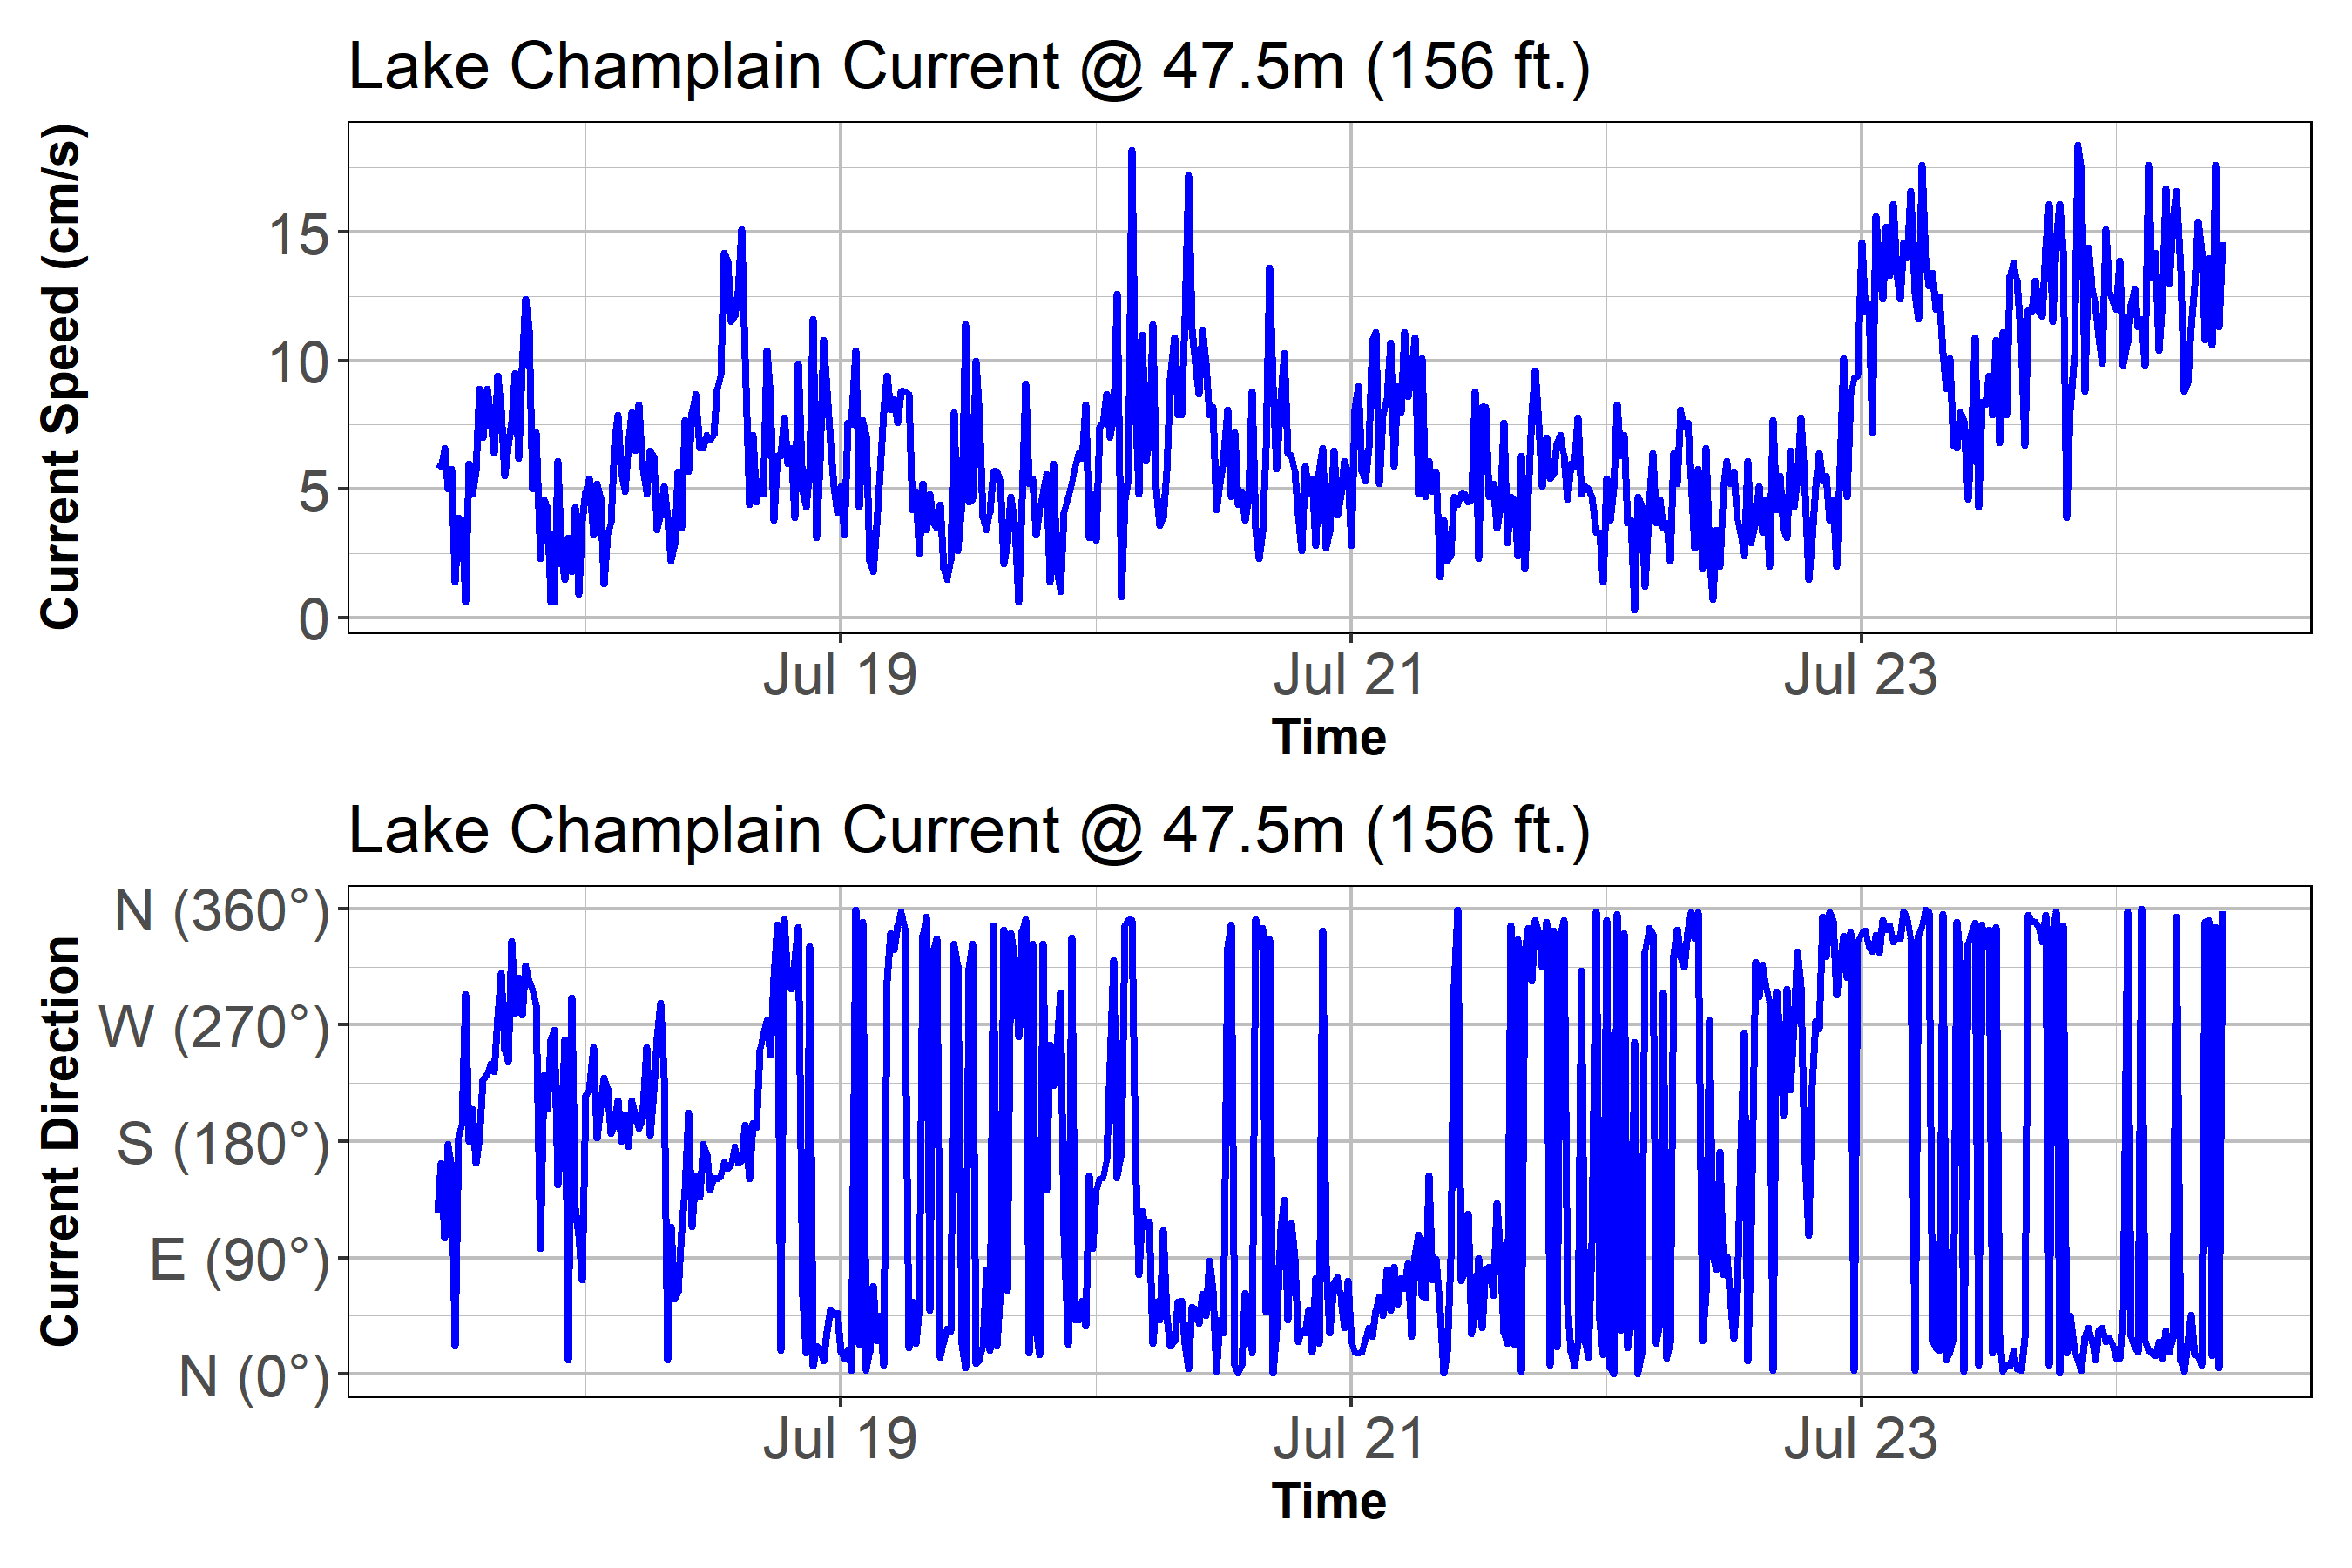 Lake Champlain Current @ 47.5m (156 ft.)
Current Speed (cm/s)
15
10
5
0
Jul 19
Jul 21
Jul 23
Time
Lake Champlain Current @ 47.5m (156 ft.)
Current Direction
N (360°)
W (270°)
S (180°)
E (90°)
N (0°)
Jul 19
Jul 21
Jul 23
Time